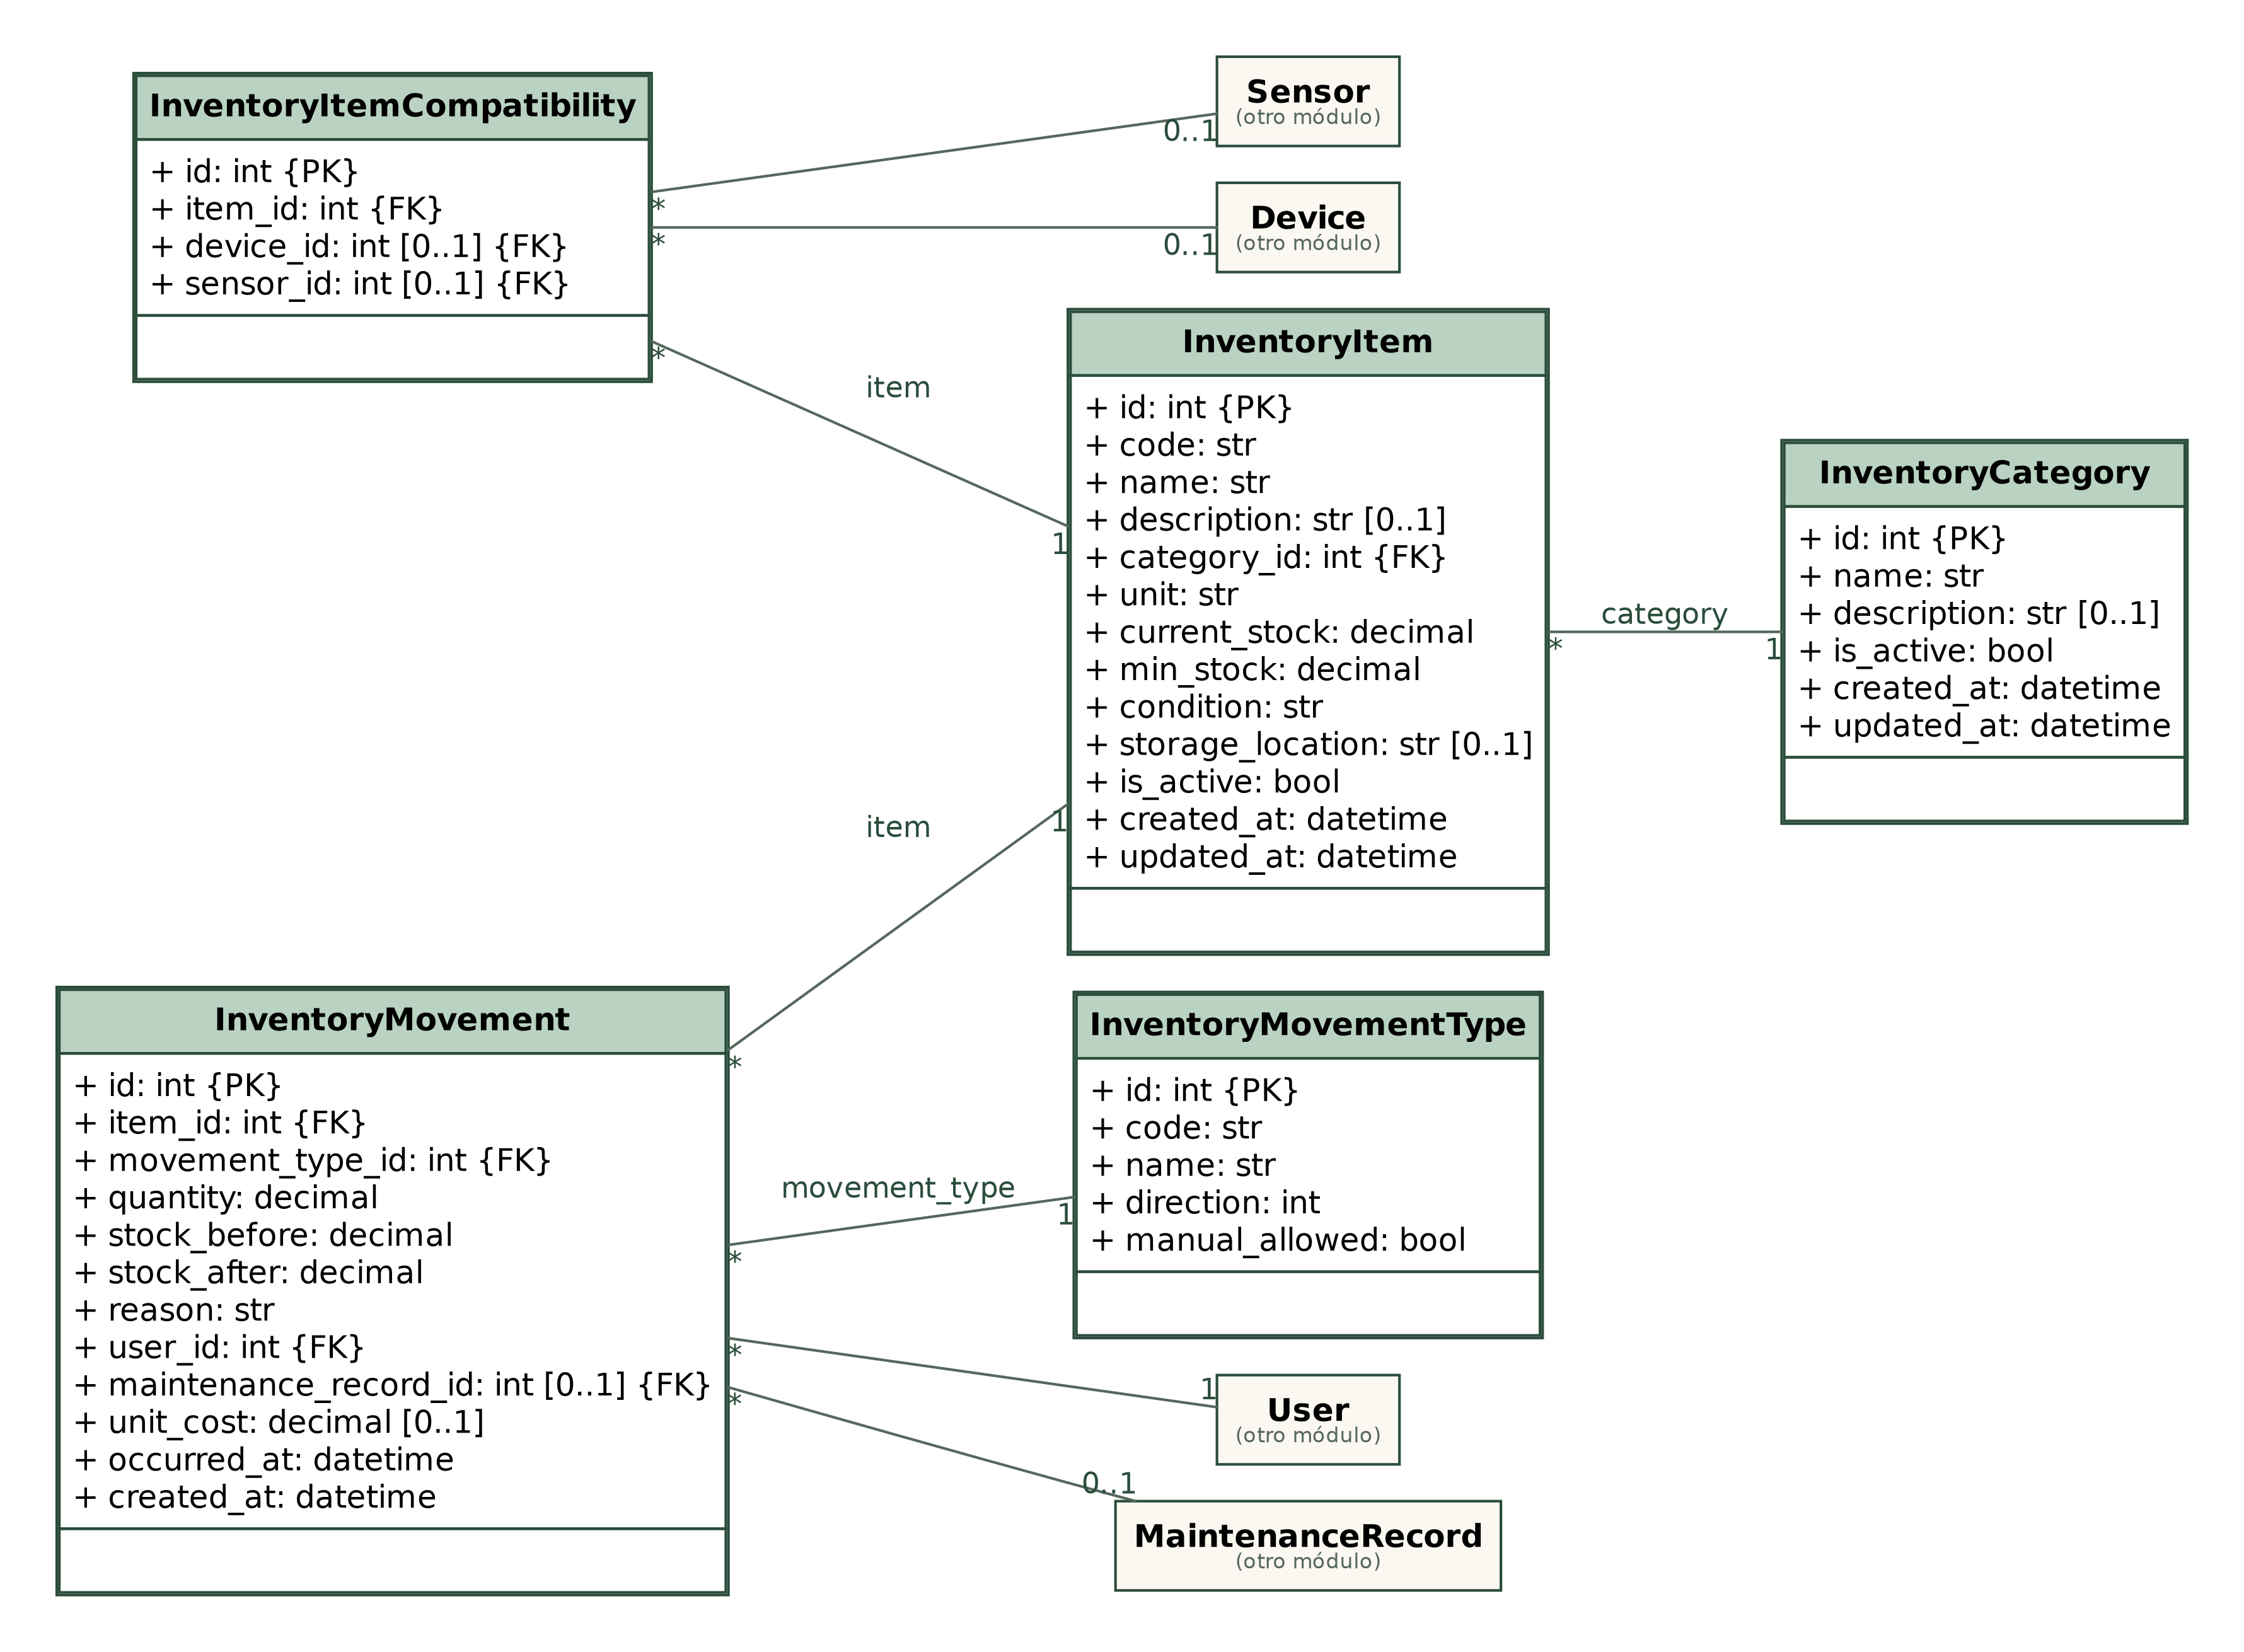 InventoryItemCompatibility
+ id: int {PK}
+ item_id: int {FK}
+ device_id: int [0..1] {FK}
+ sensor_id: int [0..1] {FK}
Sensor
(otro módulo)
0..1
*
Device
(otro módulo)
0..1
*
*
item
1
InventoryItem
+ id: int {PK}
+ code: str
+ name: str
+ description: str [0..1]
+ category_id: int {FK}
+ unit: str
+ current_stock: decimal
+ min_stock: decimal
+ condition: str
+ storage_location: str [0..1]
+ is_active: bool
+ created_at: datetime
+ updated_at: datetime
category
*
1
InventoryCategory
+ id: int {PK}
+ name: str
+ description: str [0..1]
+ is_active: bool
+ created_at: datetime
+ updated_at: datetime
item
1
*
InventoryMovement
+ id: int {PK}
+ item_id: int {FK}
+ movement_type_id: int {FK}
+ quantity: decimal
+ stock_before: decimal
+ stock_after: decimal
+ reason: str
+ user_id: int {FK}
+ maintenance_record_id: int [0..1] {FK}
+ unit_cost: decimal [0..1]
+ occurred_at: datetime
+ created_at: datetime
movement_type
*
1
InventoryMovementType
+ id: int {PK}
+ code: str
+ name: str
+ direction: int
+ manual_allowed: bool
*
1
User
(otro módulo)
*
0..1
MaintenanceRecord
(otro módulo)